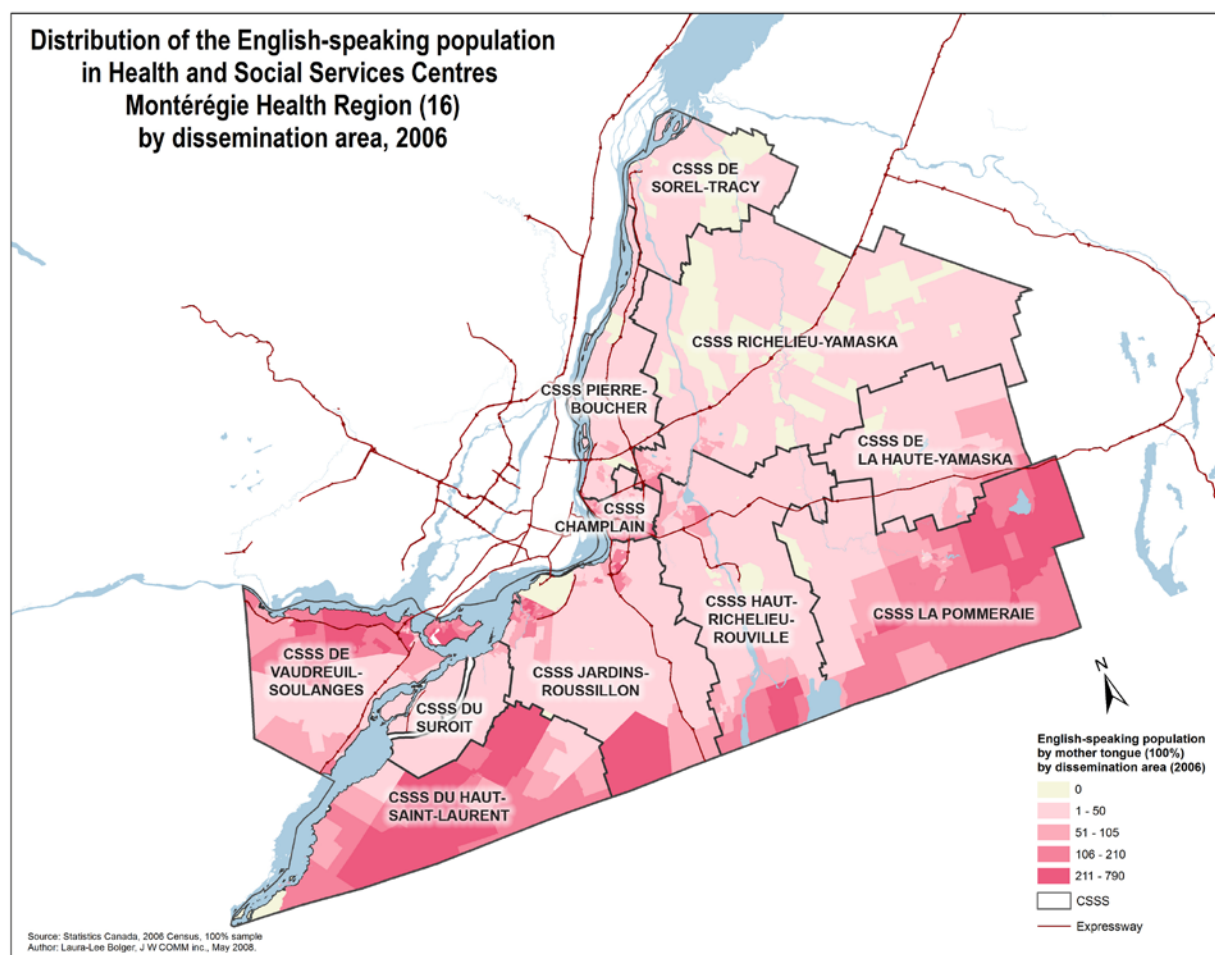 Distribution of the English-speaking population
in Health and Social Services Centres
Montérégie Health Region (16)
by dissemination area, 2006
CSSS DE
SOREL-TRACY
CSSS RICHELIEU-YAMASKA
CSSS PIERRE-
BOUCHER
CSSS DE
LA HAUTE-YAMASKA
CSSS
CHAMPLAIN
CSSS HAUT-
RICHELIEU-
ROUVILLE
CSSS LA POMMERAIE
CSSS DE
VAUDREUIL-
SOULANGES
CSSS JARDINS-
ROUSSILLON
CSSS DU
SUROIT
CSSS DU HAUT-
SAINT-LAURENT
N
English-speaking population
by mother tongue (100%)
by dissemination area (2006)
0
1 - 50
51 - 105
106 - 210
211 - 790
CSSS
Expressway
Source: Statistics Canada, 2006 Census, 100% sample
Author: Laura-Lee Bolger, J W COMM inc., May 2008.